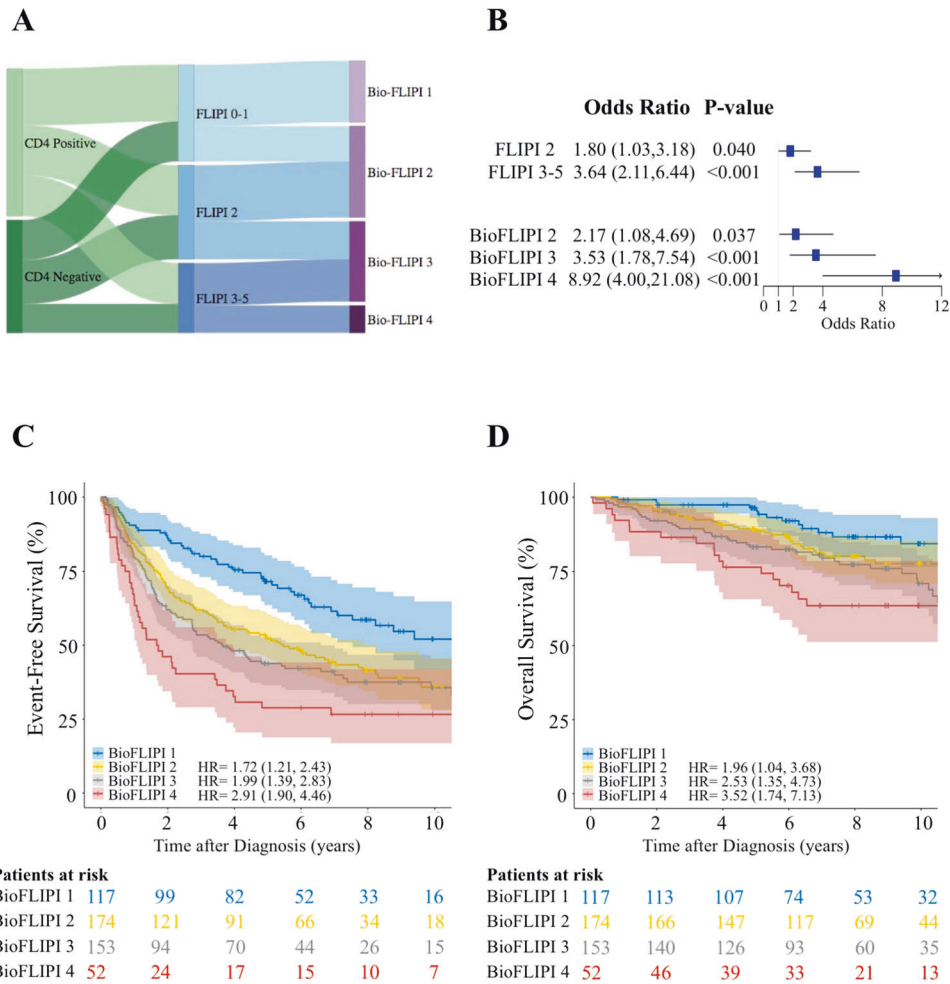 A
CD4 Positive
CD4 Negative
FLIPI 0-1
FLIPI 2
FLIPI 3-5
Bio-FLIPI 1
Bio-FLIPI 2
Bio-FLIPI 3
Bio-FLIPI 4
B
Odds Ratio P-value
FLIPI 2 1.80 (1.03,3.18) 0.040
FLIPI 3-5 3.64 (2.11,6.44) <0.001
BioFLIPI 2 2.17 (1.08,4.69) 0.037
BioFLIPI 3 3.53 (1.78,7.54) <0.001
BioFLIPI 4 8.92 (4.00,21.08) <0.001
0 1 2 4 8 12
Odds Ratio
C
Event-Free Survival (%)
100
75
50
25
0
BioFLIPI 1
BioFLIPI 2 HR= 1.72 (1.21, 2.43)
BioFLIPI 3 HR= 1.99 (1.39, 2.83)
BioFLIPI 4 HR= 2.91 (1.90, 4.46)
0 2 4 6 8 10
Time after Diagnosis (years)
Patients at risk
BioFLIPI 1 117 99 82 52 33 16
BioFLIPI 2 174 121 91 66 34 18
BioFLIPI 3 153 94 70 44 26 15
BioFLIPI 4 52 24 17 15 10 7
D
Overall Survival (%)
100
75
50
25
0
BioFLIPI 1
BioFLIPI 2 HR= 1.96 (1.04, 3.68)
BioFLIPI 3 HR= 2.53 (1.35, 4.73)
BioFLIPI 4 HR= 3.52 (1.74, 7.13)
0 2 4 6 8 10
Time after Diagnosis (years)
Patients at risk
BioFLIPI 1 117 113 107 74 53 32
BioFLIPI 2 174 166 147 117 69 44
BioFLIPI 3 153 140 126 93 60 35
BioFLIPI 4 52 46 39 33 21 13